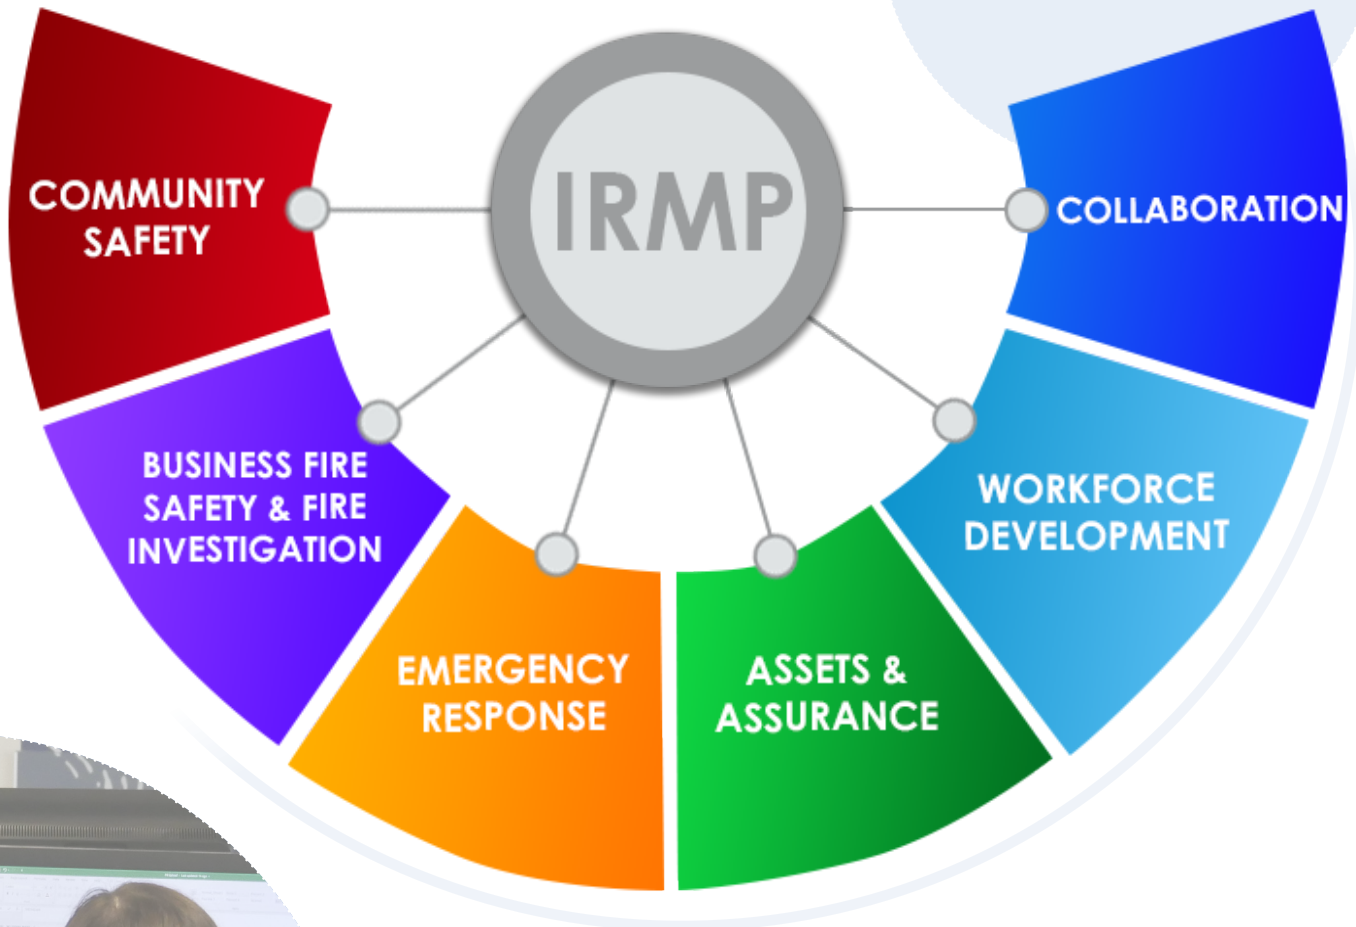 IRMP
COMMUNITY
SAFETY
BUSINESS FIRE
SAFETY & FIRE
INVESTIGATION
EMERGENCY
RESPONSE
ASSETS &
ASSURANCE
WORKFORCE
DEVELOPMENT
COLLABORATION